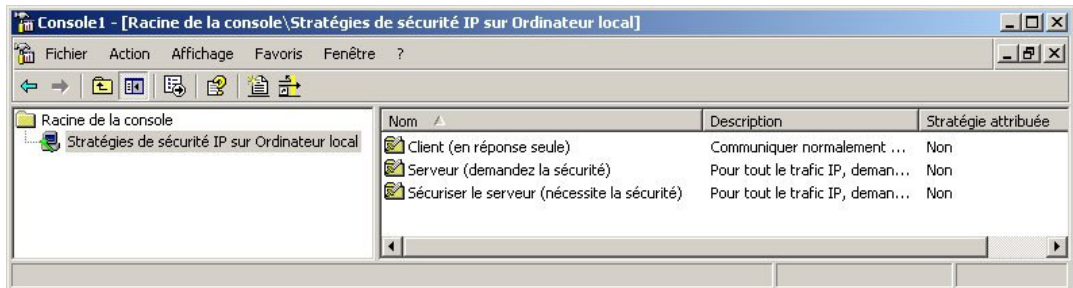 Console1 - [Racine de la console\Stratégies de sécurité IP sur Ordinateur local]
Fichier Action Affichage Favoris Fenêtre ?
Racine de la console
Stratégies de sécurité IP sur Ordinateur local
Nom Description Stratégie attribuée
Client (en réponse seule) Communiquer normalement ... Non
Serveur (demandez la sécurité) Pour tout le trafic IP, deman... Non
Sécuriser le serveur (nécessite la sécurité) Pour tout le trafic IP, deman... Non